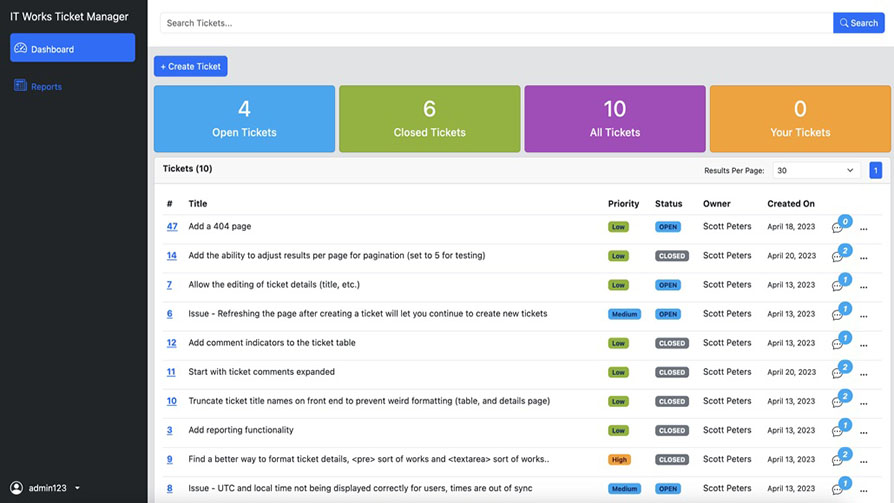 IT Works Ticket Manager
Search Tickets...
Search
Dashboard
Reports
+ Create Ticket
4
Open Tickets
6
Closed Tickets
10
All Tickets
0
Your Tickets
Tickets (10)
Results Per Page: 30 1
# Title Priority Status Owner Created On
47 Add a 404 page Low OPEN Scott Peters April 18, 2023 0 ...
14 Add the ability to adjust results per page for pagination (set to 5 for testing) Low CLOSED Scott Peters April 20, 2023 2 ...
7 Allow the editing of ticket details (title, etc.) Low OPEN Scott Peters April 13, 2023 1 ...
6 Issue - Refreshing the page after creating a ticket will let you continue to create new tickets Medium OPEN Scott Peters April 13, 2023 1 ...
12 Add comment indicators to the ticket table Low CLOSED Scott Peters April 13, 2023 1 ...
11 Start with ticket comments expanded Low CLOSED Scott Peters April 20, 2023 2 ...
10 Truncate ticket title names on front end to prevent weird formatting (table, and details page) Low CLOSED Scott Peters April 13, 2023 2 ...
3 Add reporting functionality Low CLOSED Scott Peters April 13, 2023 1 ...
9 Find a better way to format ticket details, <pre> sort of works and <textarea> sort of works.. High CLOSED Scott Peters April 13, 2023 2 ...
8 Issue - UTC and local time not being displayed correctly for users, times are out of sync Medium OPEN Scott Peters April 13, 2023 1 ...
admin123